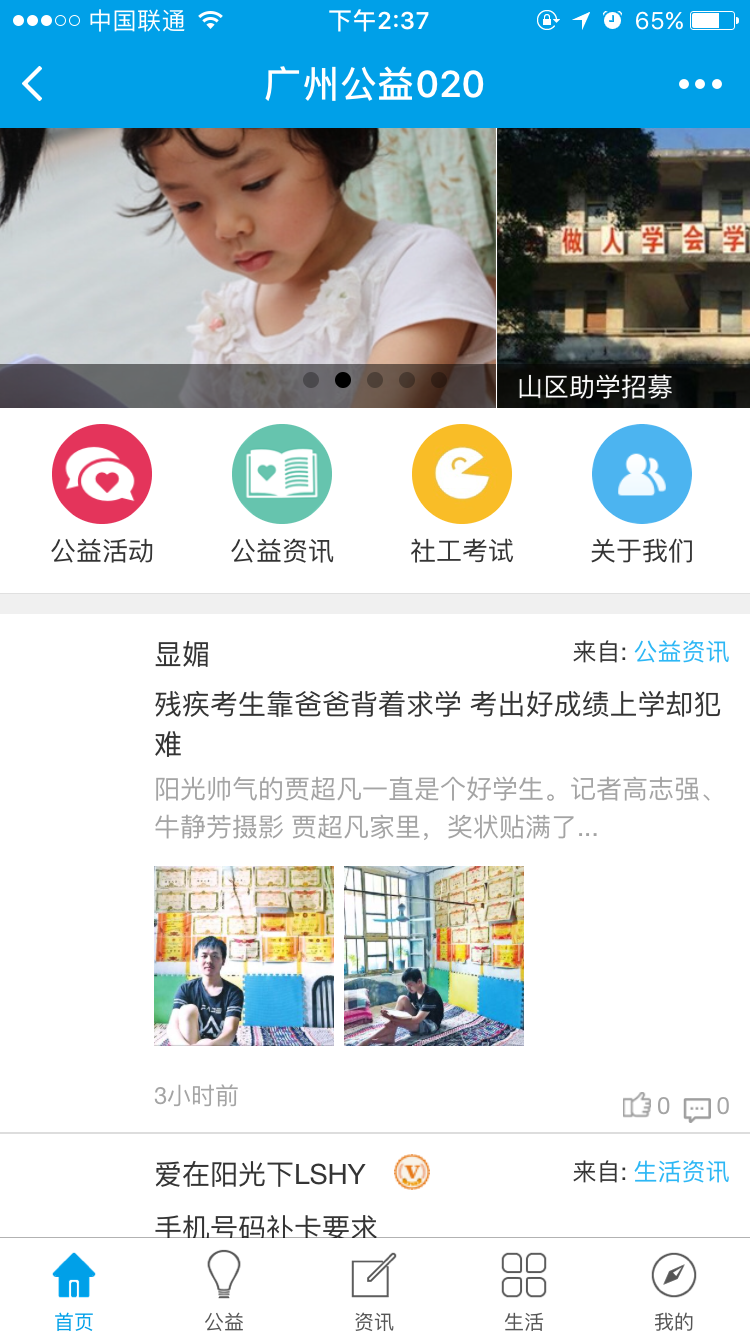 中国联通 下午2:37 65%
广州公益020
做人学会学
山区助学招募
公益活动 公益资讯 社工考试 关于我们
显媚 来自: 公益资讯
残疾考生靠爸爸背着求学 考出好成绩上学却犯
难
阳光帅气的贾超凡一直是个好学生。记者高志强、
牛静芳摄影 贾超凡家里，奖状贴满了...
3小时前 0 0
爱在阳光下LSHY V 来自: 生活资讯
手机号码补卡要求
首页 公益 资讯 生活 我的